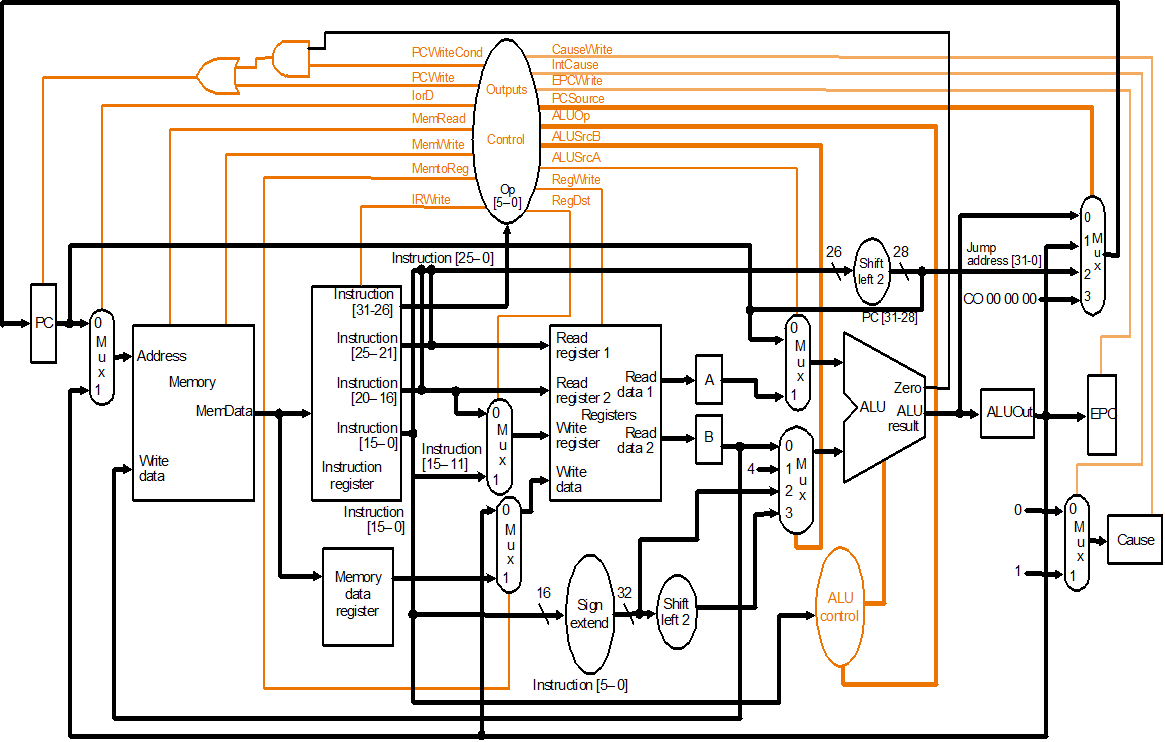 PCWriteCond
PCWrite
IorD
MemRead
MemWrite
MemtoReg
IRWrite
Outputs
Control
Op
[5–0]
CauseWrite
IntCause
EPCWrite
PCSource
ALUOp
ALUSrcB
ALUSrcA
RegWrite
RegDst
Instruction [25–0]
26
Shift
left 2
28
Jump
address [31-0]
CO 00 00 00
PC [31-28]
0
1
2
3
M
u
x
PC
0
M
u
x
1
Address
Memory
MemData
Write
data
Instruction
[31-26]
Instruction
[25–21]
Instruction
[20–16]
Instruction
[15–0]
Instruction
register
Instruction
[15–0]
Instruction
[15–11]
0
M
u
x
1
0
M
u
x
1
Memory
data
register
Read
register 1
Read
register 2
Registers
Write
register
Write
data
Read
data 1
Read
data 2
A
B
0
M
u
x
1
4
0
1
2
3
M
u
x
Zero
ALU
ALU
result
ALUOut
EPC
0
1
0
M
u
x
1
Cause
16
Sign
extend
32
Shift
left 2
ALU
control
Instruction [5–0]